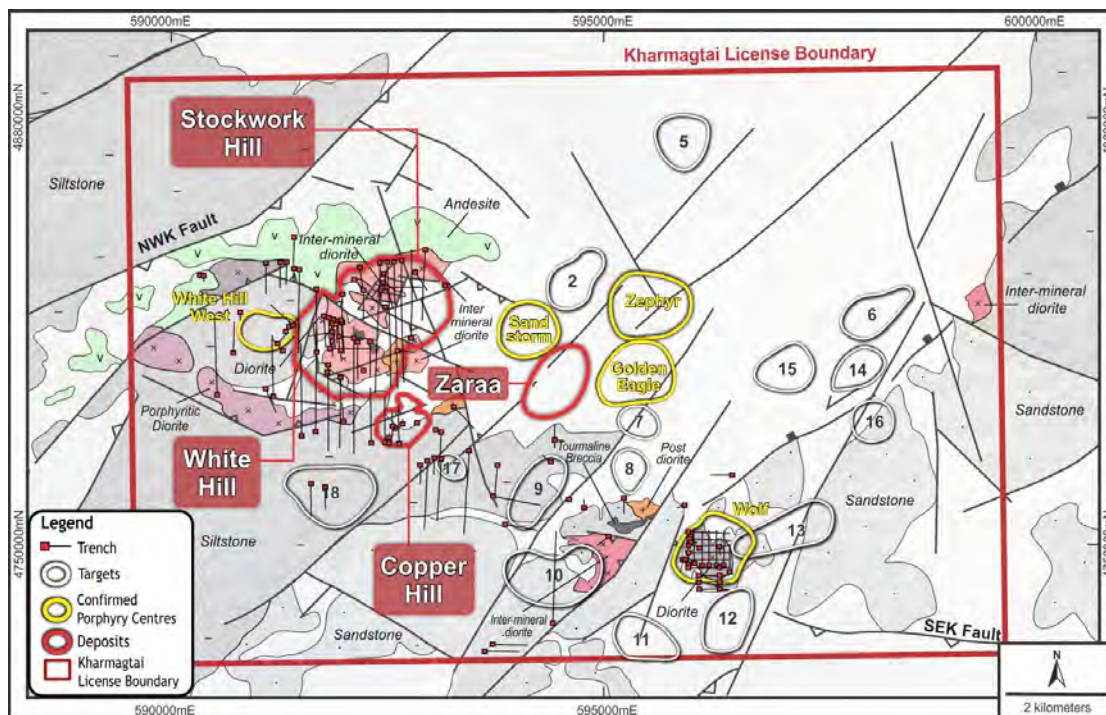 590000mE
595000mE
600000mE
Kharmagtai License Boundary
4880000mN
Stockwork
Hill
5
Siltstone
NWK Fault
Andesite
Inter-mineral
diorite
2
Zephyr
White Hill
West
Inter
mineral
diorite
Sand
storm
6
Inter-mineral
diorite
Diorite
Zaraa
Golden
Eagle
15
14
Porphyritic
Diorite
7
16
Sandstone
White
Hill
Tourmaline
Breccia
Post
diorite
17
8
18
9
Sandstone
Wolf
13
Siltstone
4750000mN
Copper
Hill
10
Diorite
12
Inter-mineral
diorite
11
Sandstone
SEK Fault
Legend
Trench
Targets
Confirmed
Porphyry Centres
Deposits
Kharmagtai
License Boundary
N
2 kilometers
590000mE
595000mE